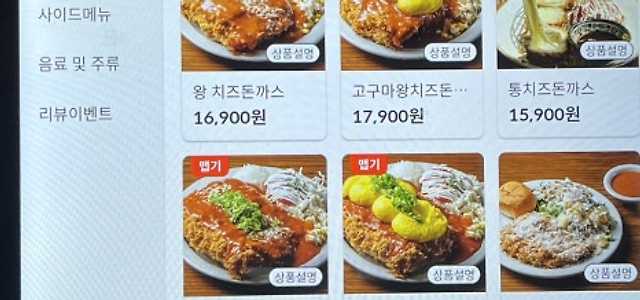 사이드메뉴
음료 및 주류
리뷰이벤트
상품설명
상품설명
상품설명
왕 치즈돈까스
고구마왕치즈돈…
통치즈돈까스
16,900원
17,900원
15,900원
맵기
맵기
상품설명
상품설명
상품설명